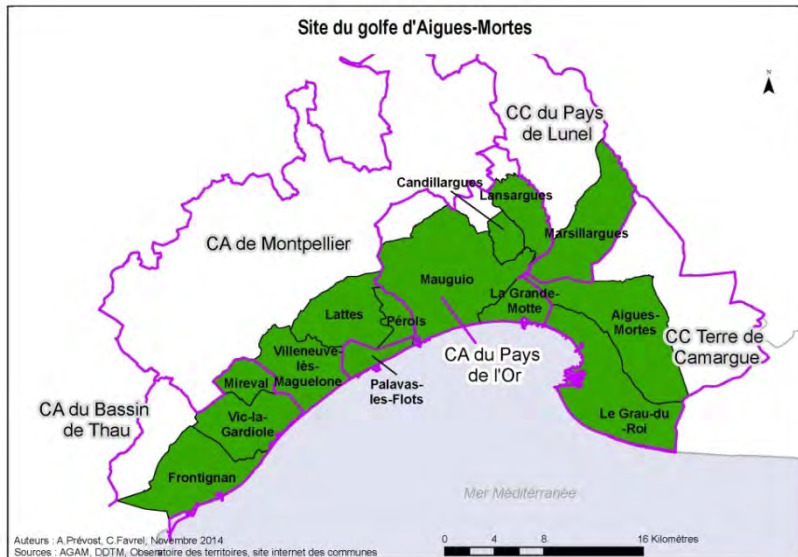 Site du golfe d'Aigues-Mortes
N
CC du Pays
de Lunel
Candillargues
Lansargues
Marsillargues
CA de Montpellier
Mauguio
La Grande-
Motte
Aigues-
Mortes
Lattes
Pérols
CC Terre de
Camargue
Villeneuve-
lès-
Maguelone
CA du Pays
de l'Or
Mireval
Palavas-
les-Flots
CA du Bassin
de Thau
Vic-la-
Gardiole
Le Grau-du
-Roi
Frontignan
Mer Méditérranée
Auteurs : A.Prévost, C.Favrel, Novembre 2014
0 4 8 16 Kilomètres
Sources : AGAM, DDTM, Observatoire des territoires, site internet des communes